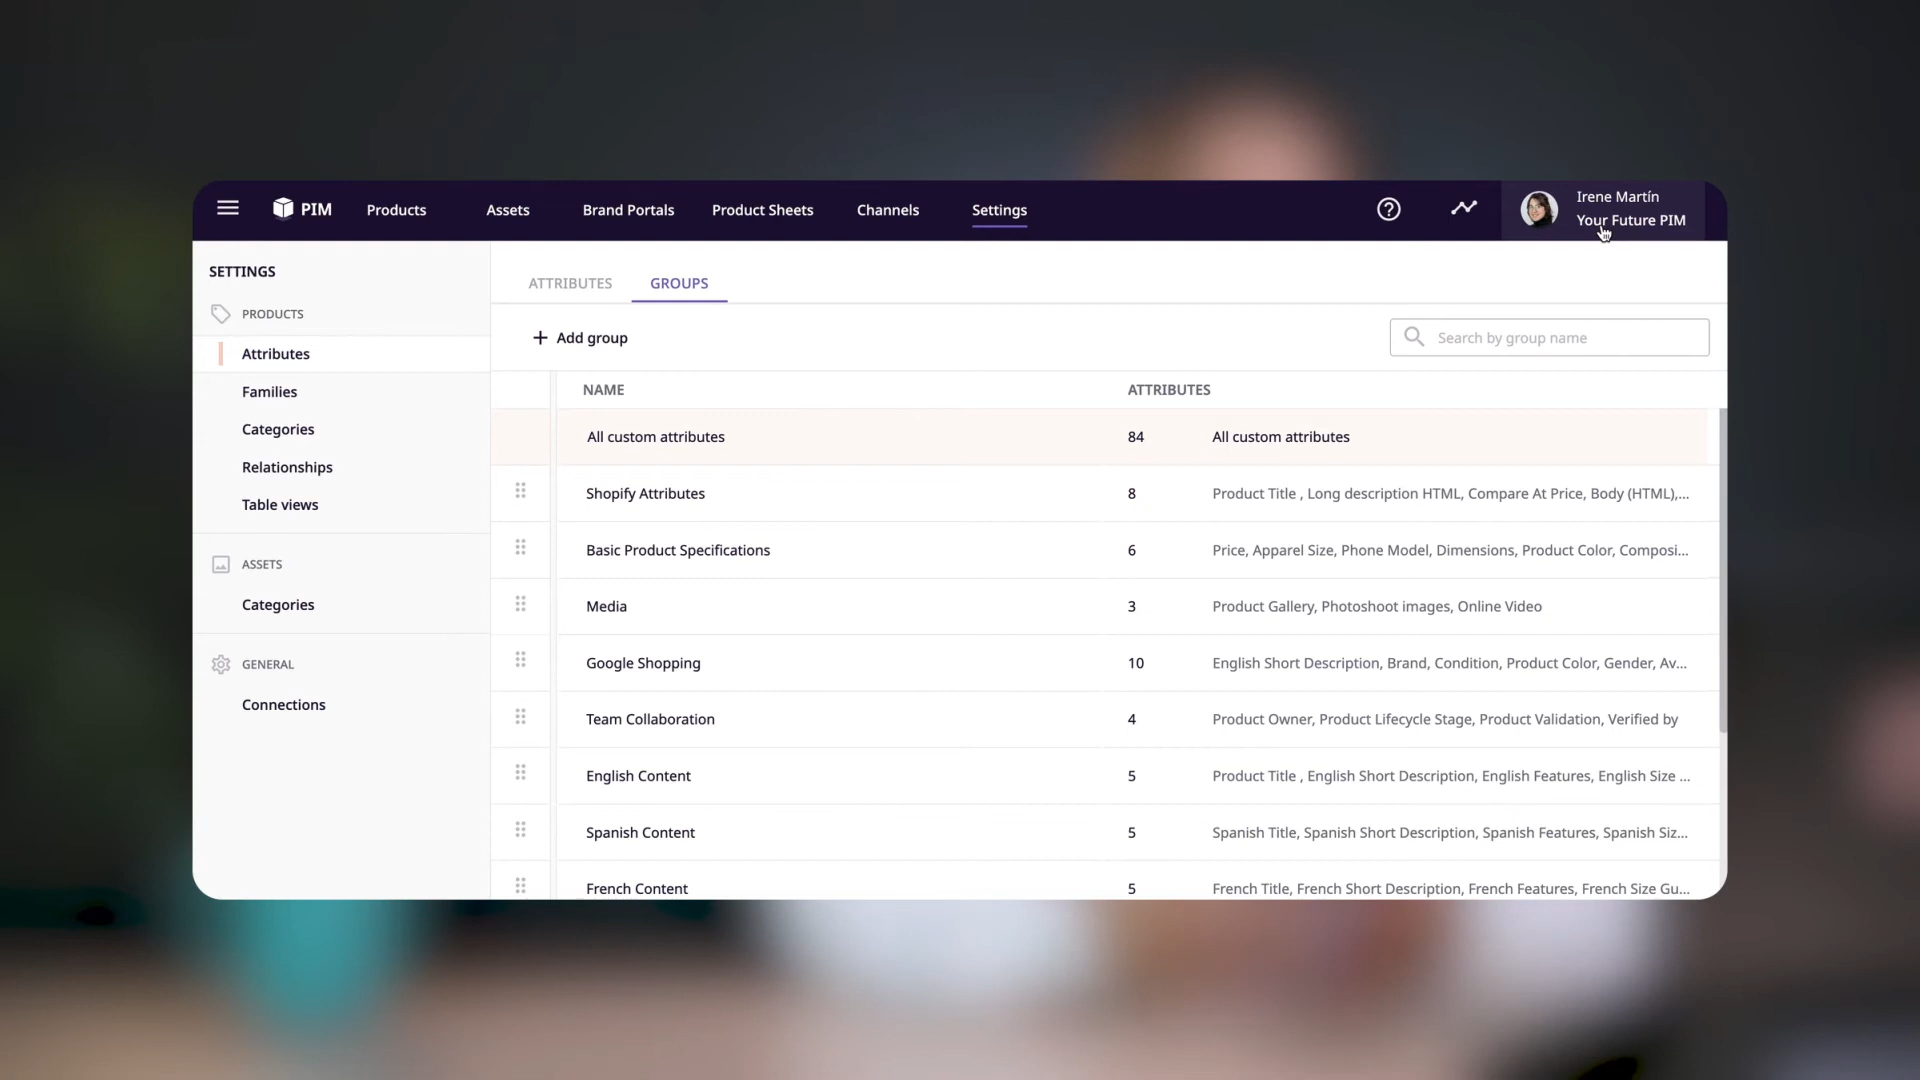 PIM
Products
Assets
Brand Portals
Product Sheets
Channels
Settings
Irene Martín
Your Future PIM
SETTINGS
PRODUCTS
Attributes
Families
Categories
Relationships
Table views
ASSETS
Categories
GENERAL
Connections
ATTRIBUTES
GROUPS
+ Add group
Search by group name
NAME ATTRIBUTES
All custom attributes 84 All custom attributes
Shopify Attributes 8 Product Title , Long description HTML, Compare At Price, Body (HTML),...
Basic Product Specifications 6 Price, Apparel Size, Phone Model, Dimensions, Product Color, Composi...
Media 3 Product Gallery, Photoshoot images, Online Video
Google Shopping 10 English Short Description, Brand, Condition, Product Color, Gender, Av...
Team Collaboration 4 Product Owner, Product Lifecycle Stage, Product Validation, Verified by
English Content 5 Product Title , English Short Description, English Features, English Size ...
Spanish Content 5 Spanish Title, Spanish Short Description, Spanish Features, Spanish Siz...
French Content 5 French Title, French Short Description, French Features, French Size Gu...